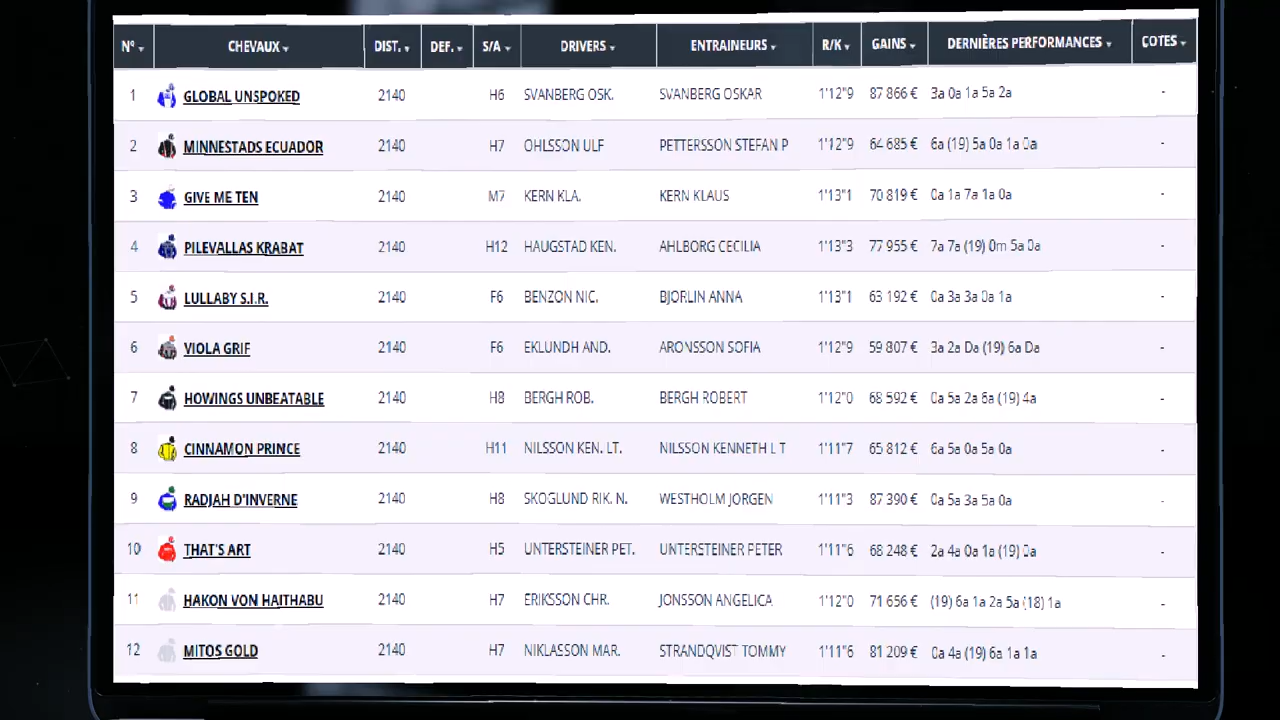 N° CHEVAUX DIST. DEF. S/A DRIVERS ENTRAINEURS R/K GAINS DERNIÈRES PERFORMANCES COTES
1 GLOBAL UNSPOKED 2140 H6 SVANBERG OSK. SVANBERG OSKAR 1'12"9 87 866 € 3a 0a 1a 5a 2a -
2 MINNESTADS ECUADOR 2140 H7 OHLSSON ULF PETTERSSON STEFAN P 1'12"9 64 685 € 6a (19) 5a 0a 1a 0a -
3 GIVE ME TEN 2140 M7 KERN KLA. KERN KLAUS 1'13"1 70 819 € 0a 1a 7a 1a 0a -
4 PILEVALLAS KRABAT 2140 H12 HAUGSTAD KEN. AHLBORG CECILIA 1'13"3 77 955 € 7a 7a (19) 0m 5a 0a -
5 LULLABY S.I.R. 2140 F6 BENZON NIC. BJORLIN ANNA 1'13"1 63 192 € 0a 3a 3a 0a 1a -
6 VIOLA GRIF 2140 F6 EKLUNDH AND. ARONSSON SOFIA 1'12"9 59 807 € 3a 2a Da (19) 6a Da -
7 HOWINGS UNBEATABLE 2140 H8 BERGH ROB. BERGH ROBERT 1'12"0 68 592 € 0a 5a 2a 6a (19) 4a -
8 CINNAMON PRINCE 2140 H11 NILSSON KEN. LT. NILSSON KENNETH L T 1'11"7 65 812 € 6a 5a 0a 5a 0a -
9 RADJAH D'INVERNE 2140 H8 SKOGLUND RIK. N. WESTHOLM JORGEN 1'11"3 87 390 € 0a 5a 3a 5a 0a -
10 THAT'S ART 2140 H5 UNTERSTEINER PET. UNTERSTEINER PETER 1'11"6 68 248 € 2a 4a 0a 1a (19) 0a -
11 HAKON VON HAITHABU 2140 H7 ERIKSSON CHR. JONSSON ANGELICA 1'12"0 71 656 € (19) 6a 1a 2a 5a (18) 1a -
12 MITOS GOLD 2140 H7 NIKLASSON MAR. STRANDQVIST TOMMY 1'11"6 81 209 € 0a 4a (19) 6a 1a 1a -